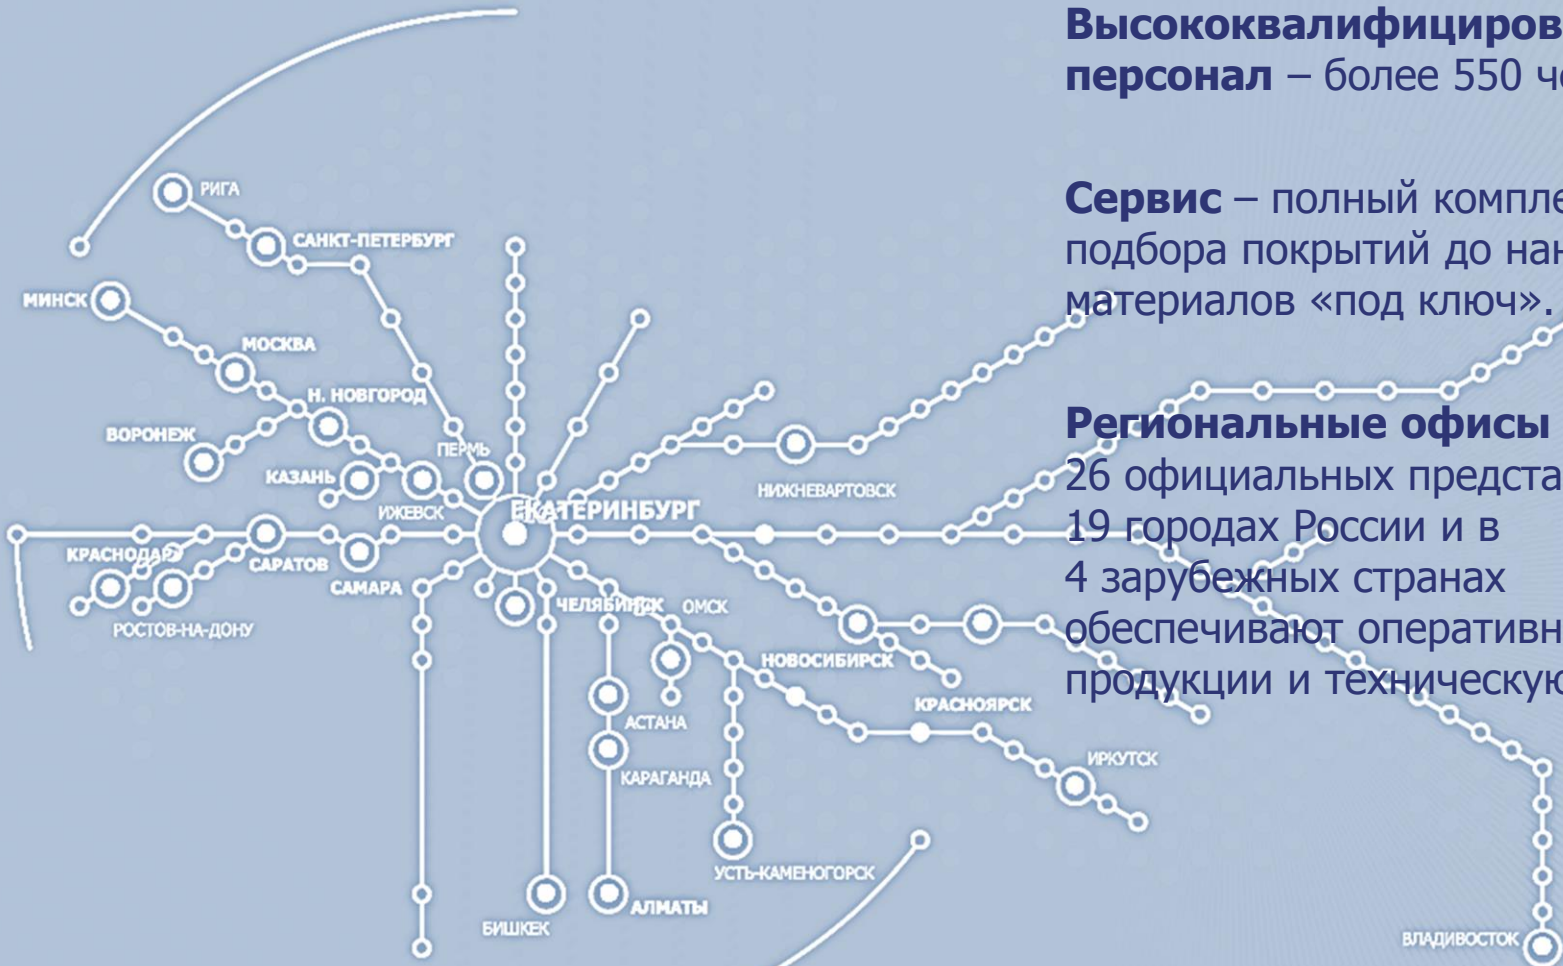 Высококвалифициров
персонал – более 550 че
Сервис – полный компле
подбора покрытий до нан
материалов «под ключ».
Региональные офисы
26 официальных предста
19 городах России и в
4 зарубежных странах
обеспечивают оперативн
продукции и техническую
РИГА
САНКТ-ПЕТЕРБУРГ
МИНСК
МОСКВА
Н. НОВГОРОД
ВОРОНЕЖ
ПЕРМЬ
КАЗАНЬ
НИЖНЕВАРТОВСК
ИЖЕВСК
ЕКАТЕРИНБУРГ
КРАСНОДАР
САРАТОВ
САМАРА
ЧЕЛЯБИНСК
ОМСК
РОСТОВ-НА-ДОНУ
НОВОСИБИРСК
КРАСНОЯРСК
АСТАНА
ИРКУТСК
КАРАГАНДА
УСТЬ-КАМЕНОГОРСК
АЛМАТЫ
БИШКЕК
ВЛАДИВОСТОК